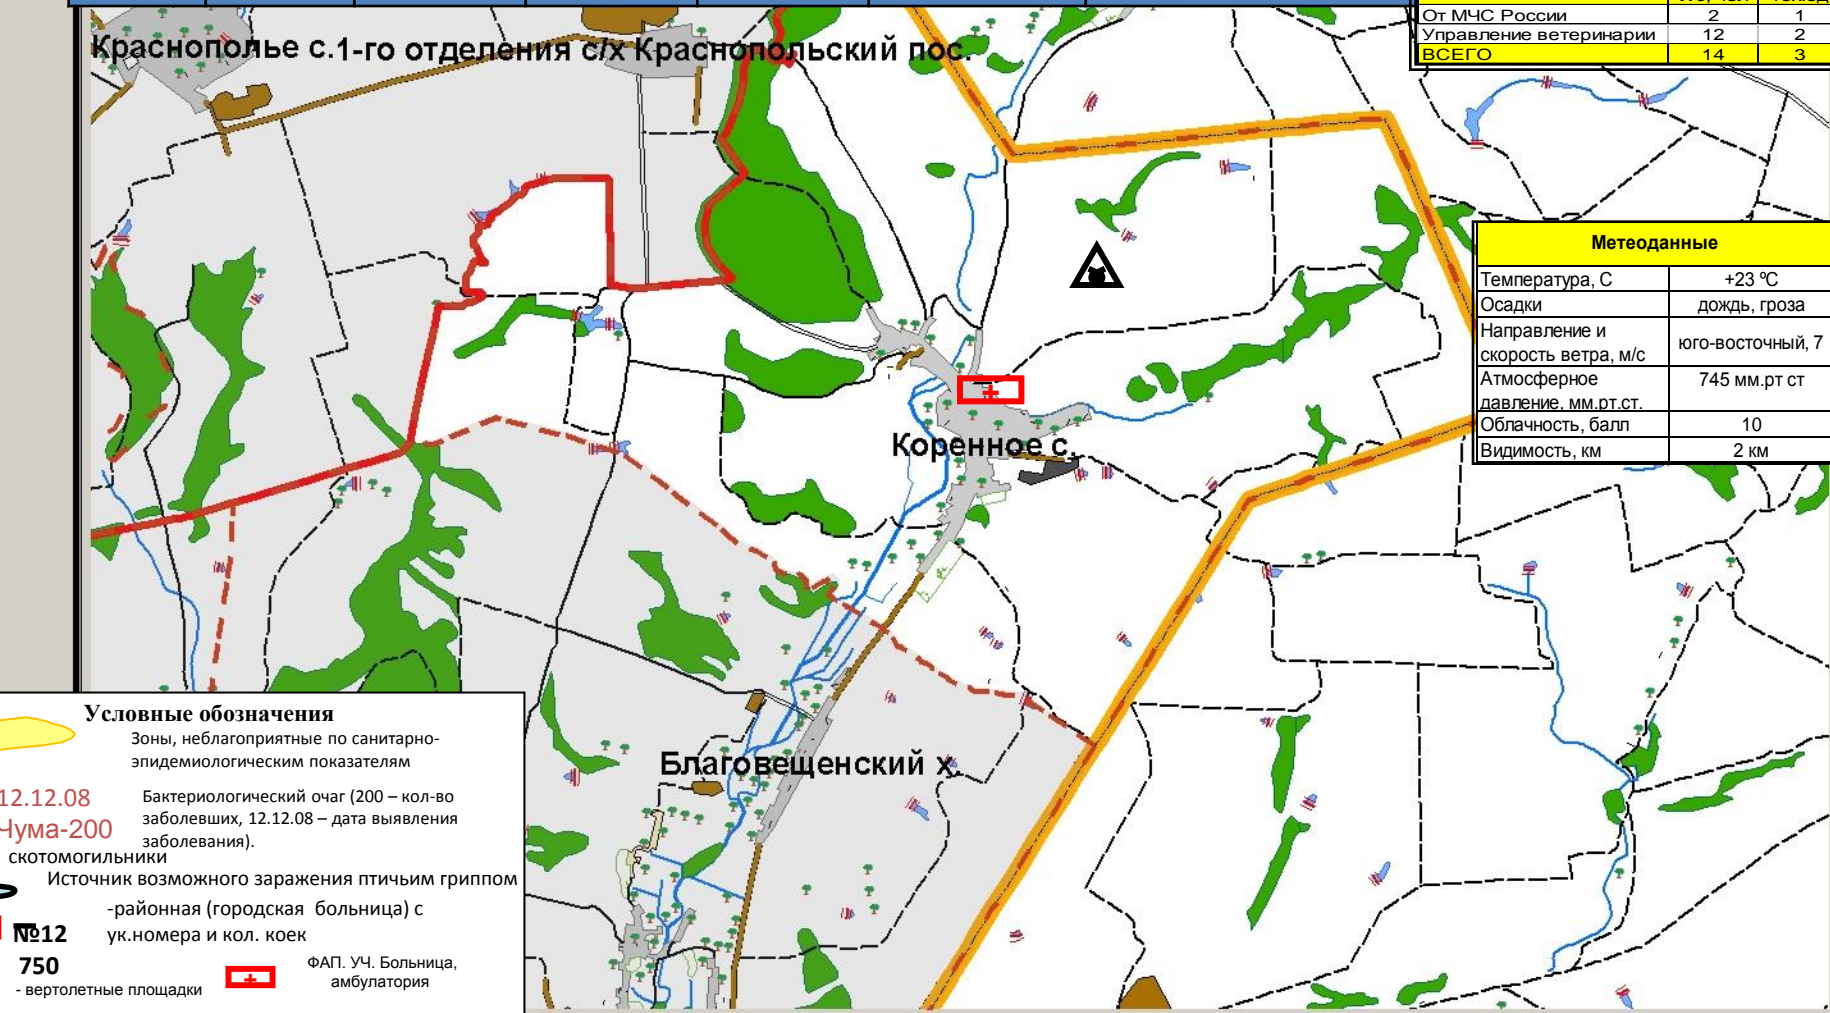 От МЧС России 2 1
Управление ветеринарии 12 2
ВСЕГО 14 3
Краснополье с.1-го отделения с/х Краснопольский пос.
Метеоданные
Температура, С +23 ºС
Осадки дождь, гроза
Направление и
скорость ветра, м/с юго-восточный, 7
Атмосферное 745 мм.рт ст
давление, мм.рт.ст.
Облачность, балл 10
Видимость, км 2 км
Коренное с.
Благовещенский х.
Условные обозначения
Зоны, неблагоприятные по санитарно-
эпидемиологическим показателям
12.12.08
Чума-200
Бактериологический очаг (200 – кол-во
заболевших, 12.12.08 – дата выявления
заболевания).
скотомогильники
Источник возможного заражения птичьим гриппом
-районная (городская больница) с
ук.номера и кол. коек
№12
750
ФАП. УЧ. Больница,
амбулатория
- вертолетные площадки